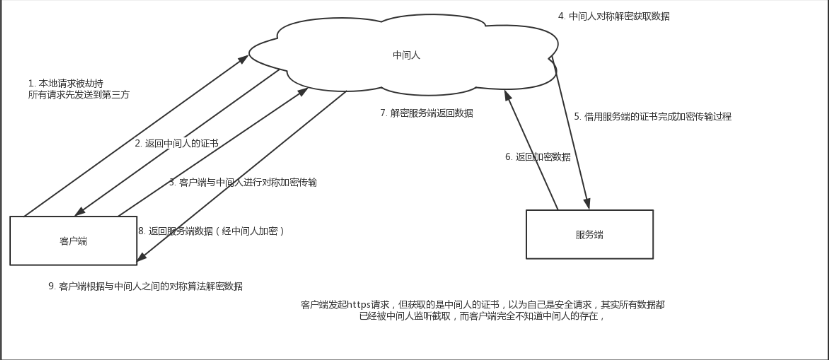 4. 中间人对称解密获取数据
中间人
1. 本地请求被劫持
所有请求先发送到第三方
7. 解密服务端返回数据
5. 借用服务端的证书完成加密传输过程
2. 返回中间人的证书
6. 返回加密数据
3. 客户端与中间人进行对称加密传输
8. 返回服务端数据（经中间人加密）
客户端
服务端
9. 客户端根据与中间人之间的对称算法解密数据
客户端发起https请求，但获取的是中间人的证书，以为自己是安全请求，其实所有数据都
已经被中间人监听截取，而客户端完全不知道中间人的存在，